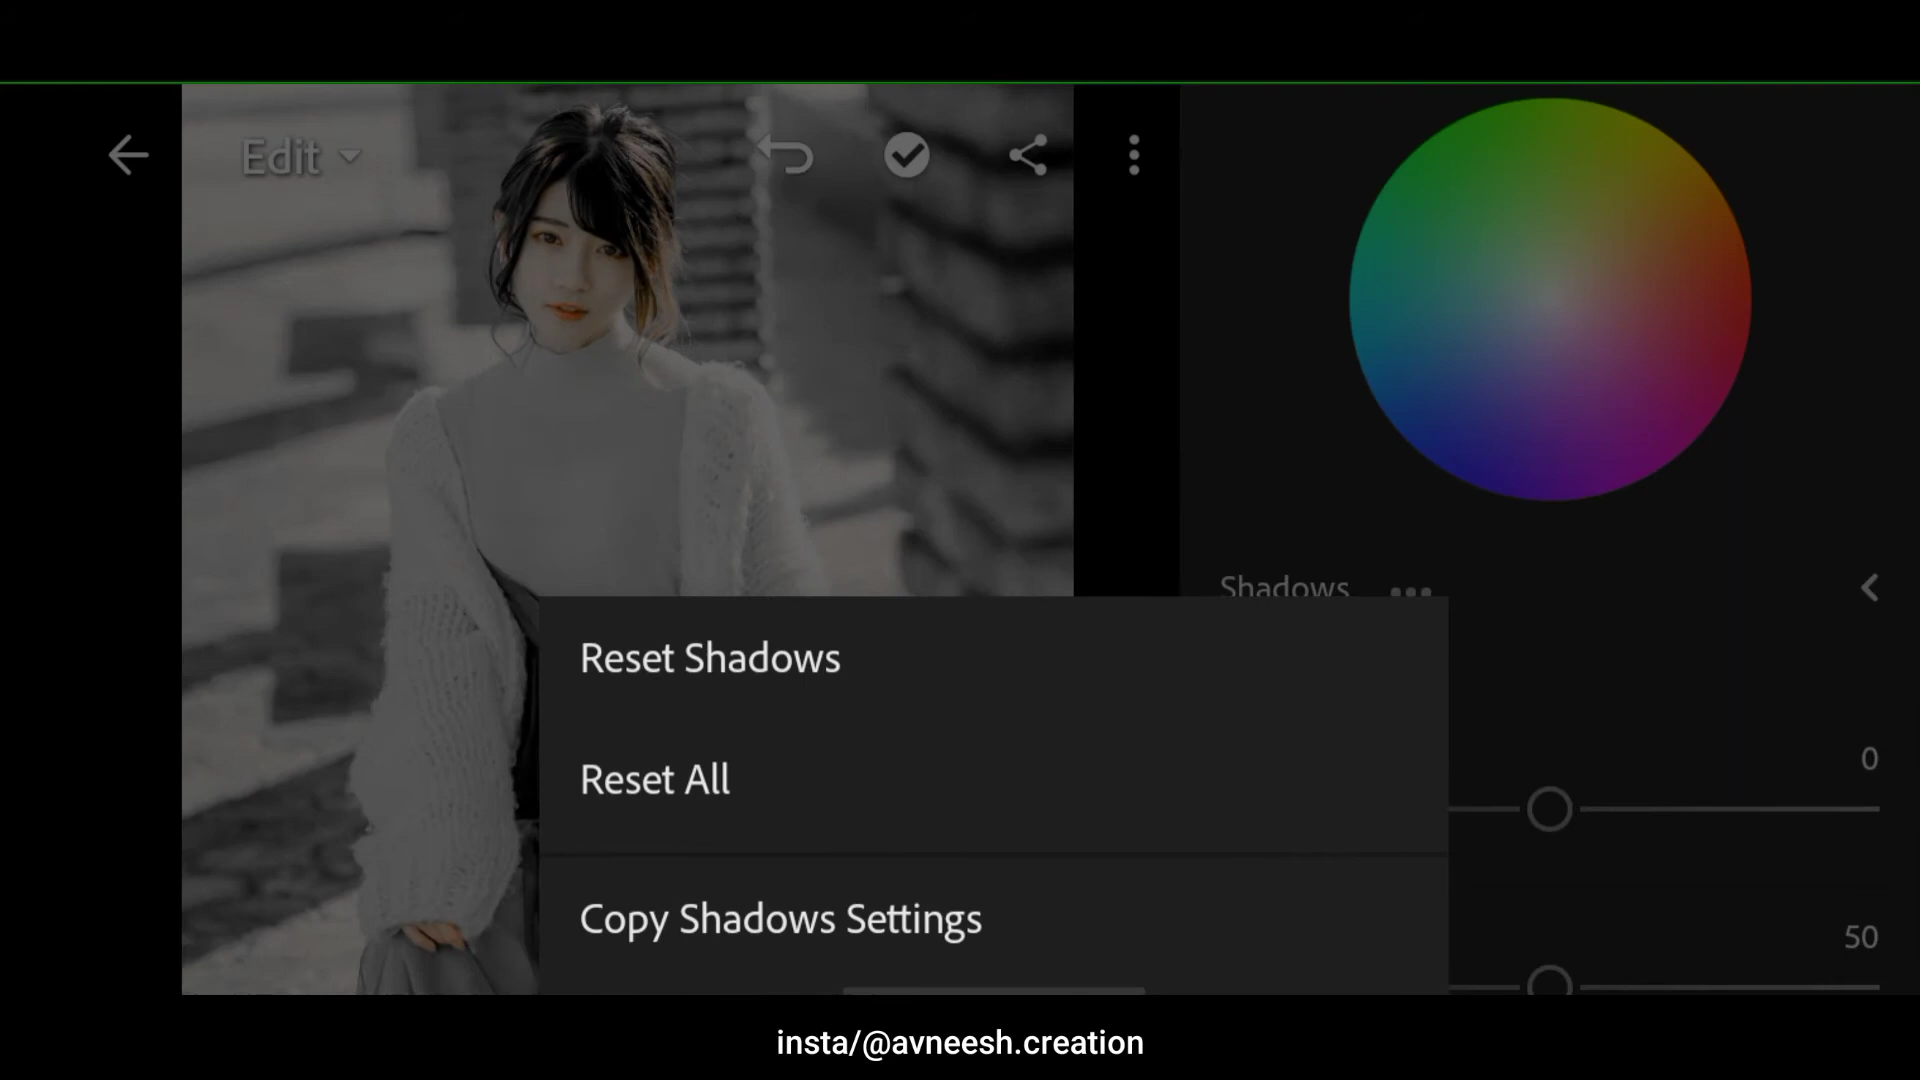 Edit
Shadows
Reset Shadows
Reset All
0
Copy Shadows Settings
50
insta/@avneesh.creation